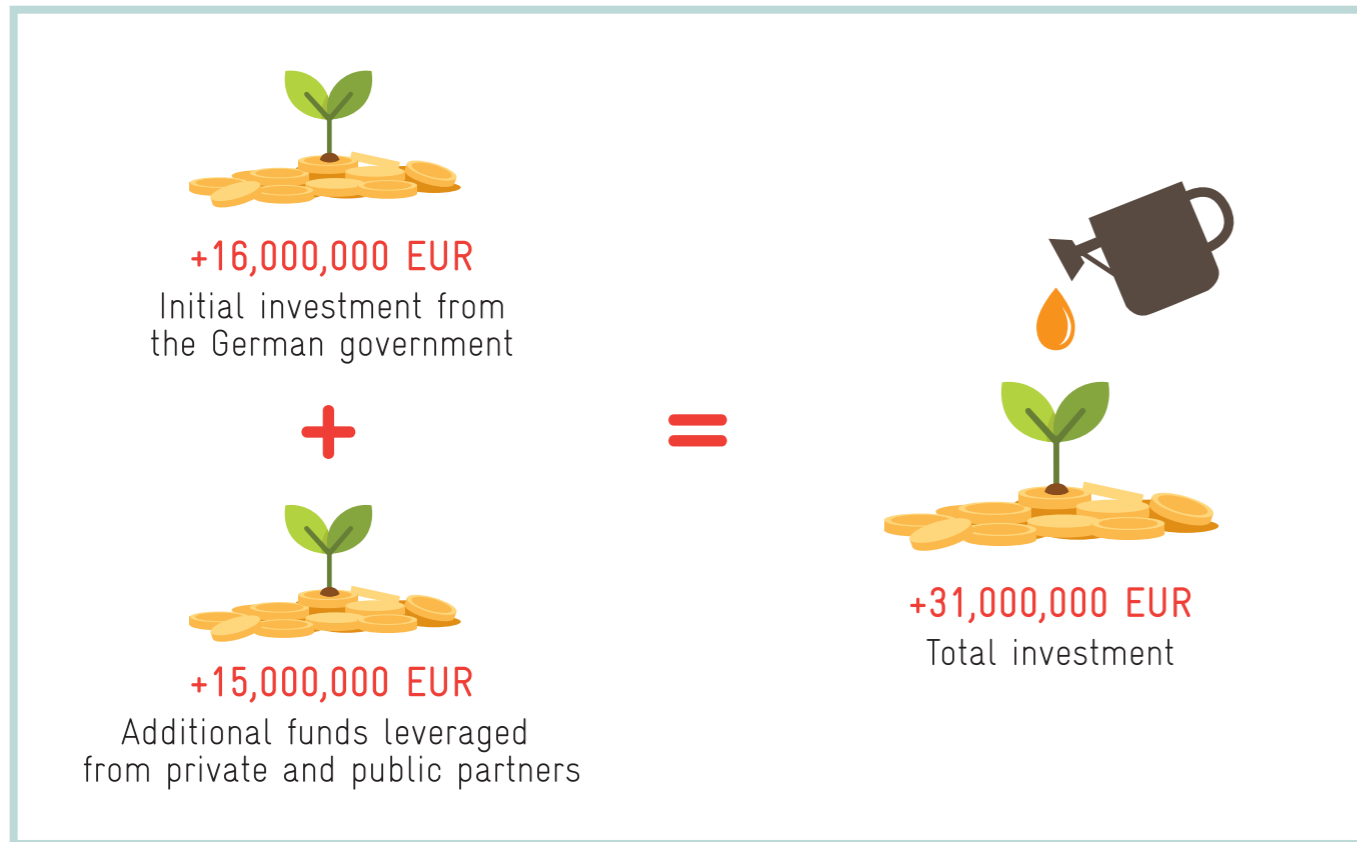 +16,000,000 EUR
Initial investment from
the German government
+
=
+15,000,000 EUR
Additional funds leveraged
from private and public partners
+31,000,000 EUR
Total investment